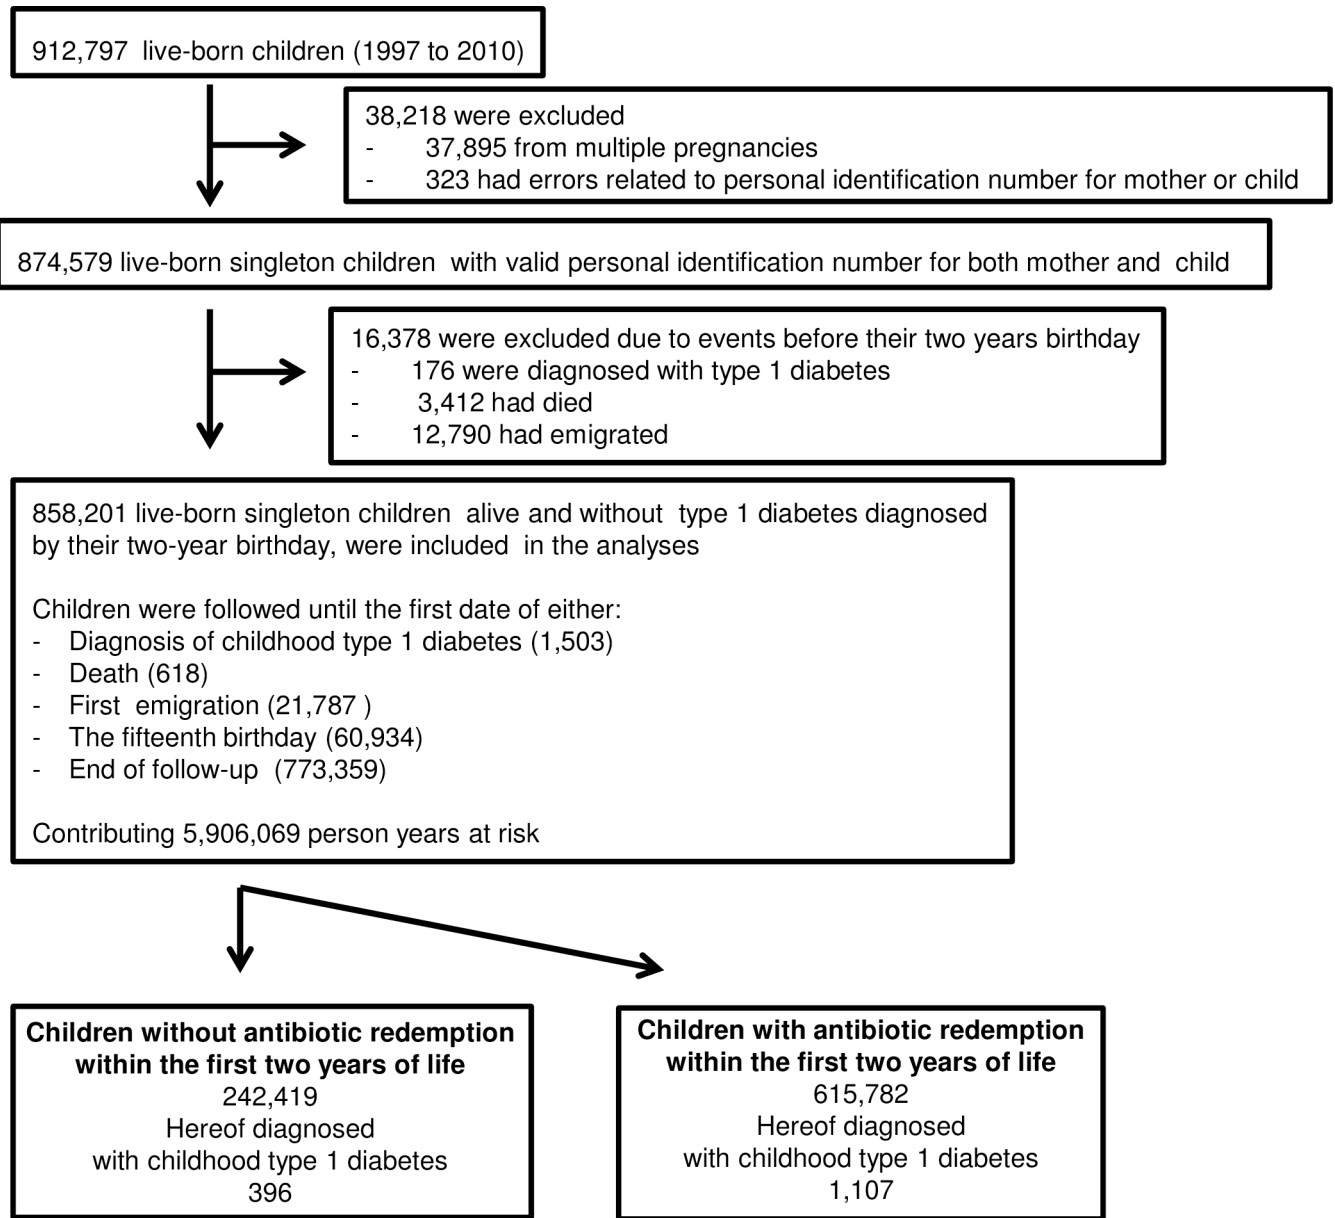 912,797 live-born children (1997 to 2010)
38,218 were excluded
- 37,895 from multiple pregnancies
- 323 had errors related to personal identification number for mother or child
874,579 live-born singleton children with valid personal identification number for both mother and child
16,378 were excluded due to events before their two years birthday
- 176 were diagnosed with type 1 diabetes
- 3,412 had died
- 12,790 had emigrated
858,201 live-born singleton children alive and without type 1 diabetes diagnosed
by their two-year birthday, were included in the analyses
Children were followed until the first date of either:
- Diagnosis of childhood type 1 diabetes (1,503)
- Death (618)
- First emigration (21,787 )
- The fifteenth birthday (60,934)
- End of follow-up (773,359)
Contributing 5,906,069 person years at risk
Children without antibiotic redemption
within the first two years of life
242,419
Hereof diagnosed
with childhood type 1 diabetes
396
Children with antibiotic redemption
within the first two years of life
615,782
Hereof diagnosed
with childhood type 1 diabetes
1,107